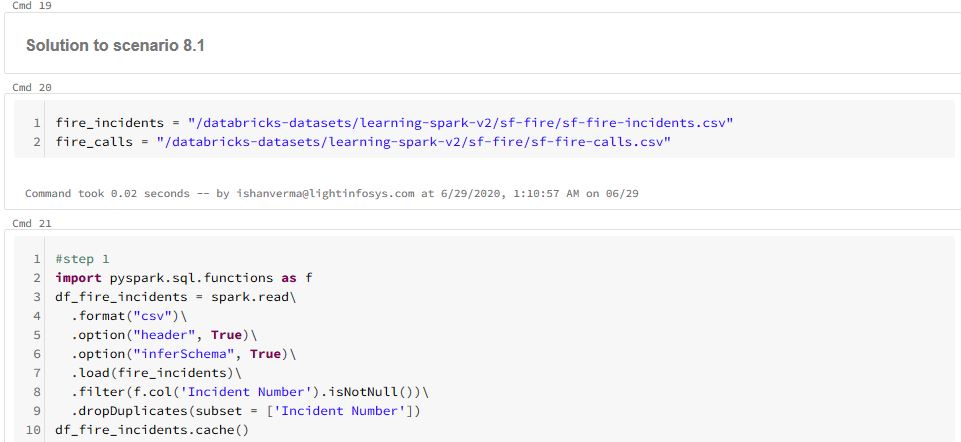 Cmd 19
Solution to scenario 8.1
Cmd 20
1 fire_incidents = "/databricks-datasets/learning-spark-v2/sf-fire/sf-fire-incidents.csv"
2 fire_calls = "/databricks-datasets/learning-spark-v2/sf-fire/sf-fire-calls.csv"
Command took 0.02 seconds -- by ishanverma@lightinfosys.com at 6/29/2020, 1:10:57 AM on 06/29
Cmd 21
1 #step 1
2 import pyspark.sql.functions as f
3 df_fire_incidents = spark.read\
4   .format("csv")\
5   .option("header", True)\
6   .option("inferSchema", True)\
7   .load(fire_incidents)\
8   .filter(f.col('Incident Number').isNotNull())\
9   .dropDuplicates(subset = ['Incident Number'])
10 df_fire_incidents.cache()